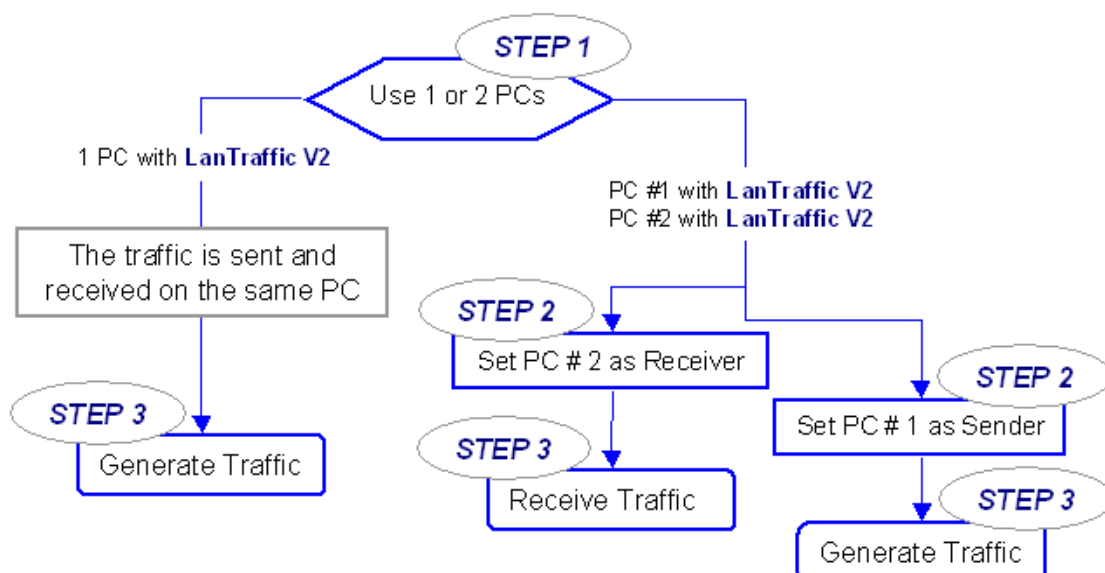 STEP 1
Use 1 or 2 PCs
1 PC with LanTraffic V2
PC #1 with LanTraffic V2
PC #2 with LanTraffic V2
The traffic is sent and
received on the same PC
STEP 2
Set PC # 2 as Receiver
STEP 2
Set PC # 1 as Sender
STEP 3
Generate Traffic
STEP 3
Receive Traffic
STEP 3
Generate Traffic